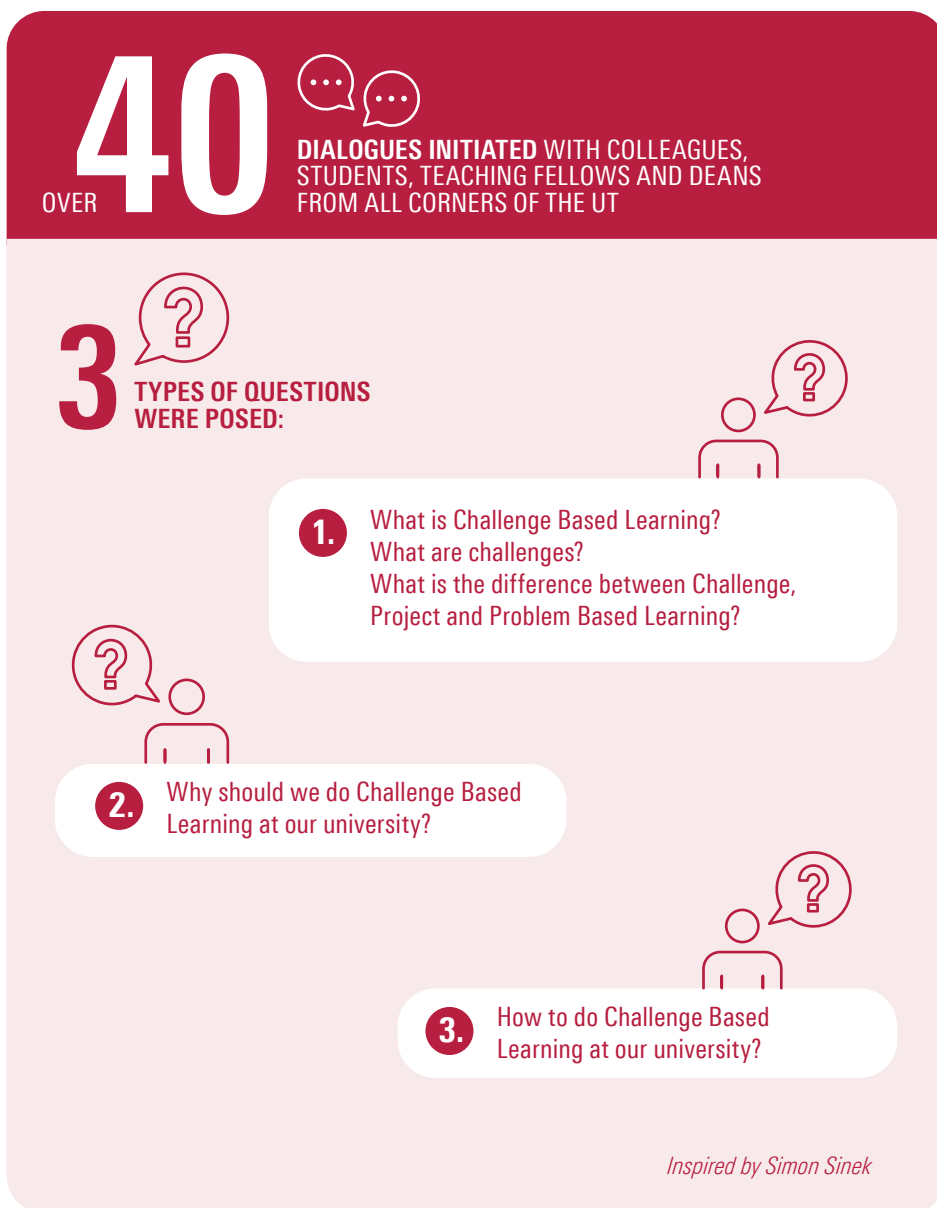 OVER 40
DIALOGUES INITIATED WITH COLLEAGUES,
STUDENTS, TEACHING FELLOWS AND DEANS
FROM ALL CORNERS OF THE UT
?
3
TYPES OF QUESTIONS
WERE POSED:
?
1.
What is Challenge Based Learning?
What are challenges?
What is the difference between Challenge,
Project and Problem Based Learning?
?
2.
Why should we do Challenge Based
Learning at our university?
?
3.
How to do Challenge Based
Learning at our university?
Inspired by Simon Sinek